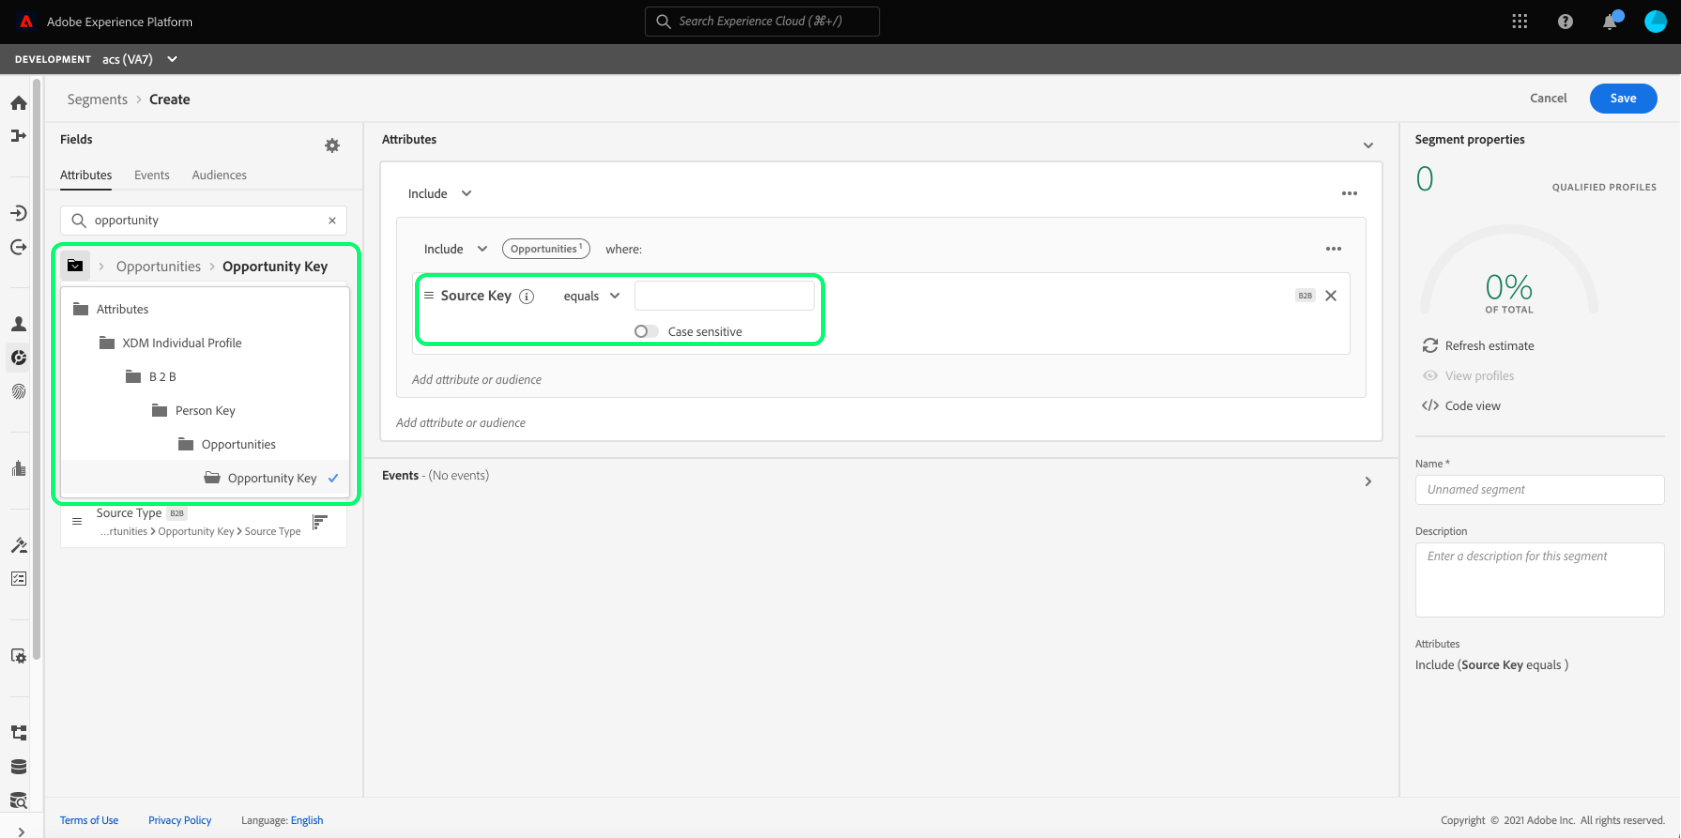 Adobe Experience Platform
Search Experience Cloud (⌘+/)
DEVELOPMENT acs (VA7)
Segments > Create
Cancel
Save
Fields
Attributes Events Audiences
opportunity
Opportunities > Opportunity Key
Attributes
XDM Individual Profile
B 2 B
Person Key
Opportunities
Opportunity Key
Source Type B2B
...rtunities > Opportunity Key > Source Type
Attributes
Include
Include Opportunities 1 where:
Source Key equals
B2B
Case sensitive
Add attribute or audience
Add attribute or audience
Events - (No events)
Segment properties
0
QUALIFIED PROFILES
0%
OF TOTAL
Refresh estimate
View profiles
</> Code view
Name *
Unnamed segment
Description
Enter a description for this segment
Attributes
Include (Source Key equals )
Terms of Use Privacy Policy Language: English
Copyright © 2021 Adobe Inc. All rights reserved.